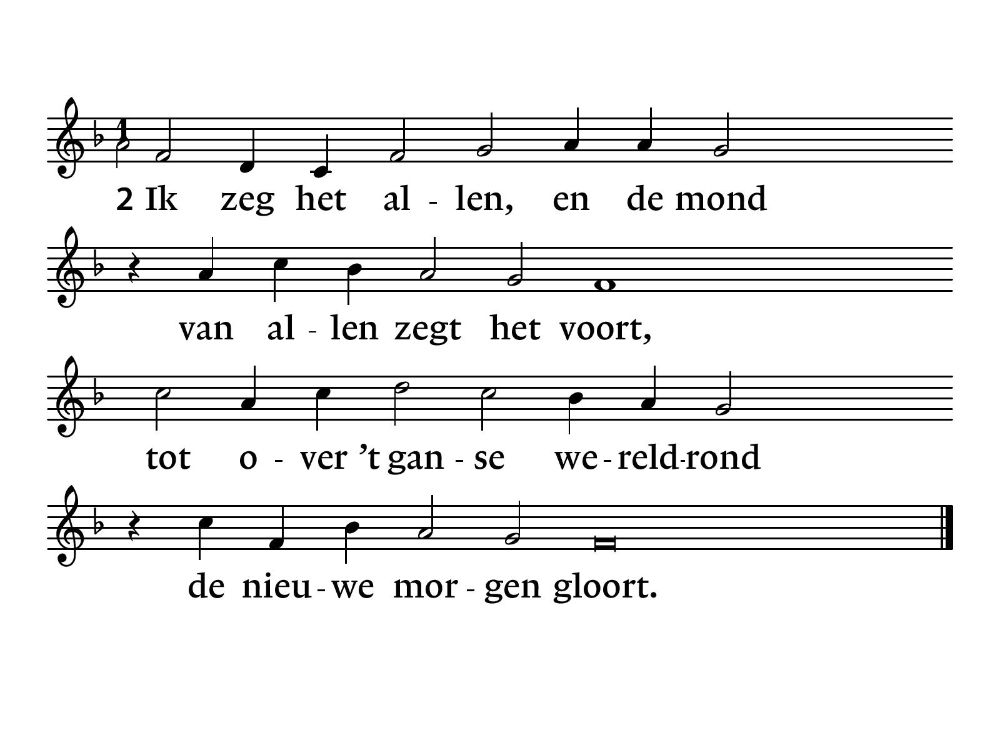 2 Ik zeg het al - len, en de mond
van al - len zegt het voort,
tot o - ver ’t gan - se we - reld - rond
de nieu - we mor - gen gloort.